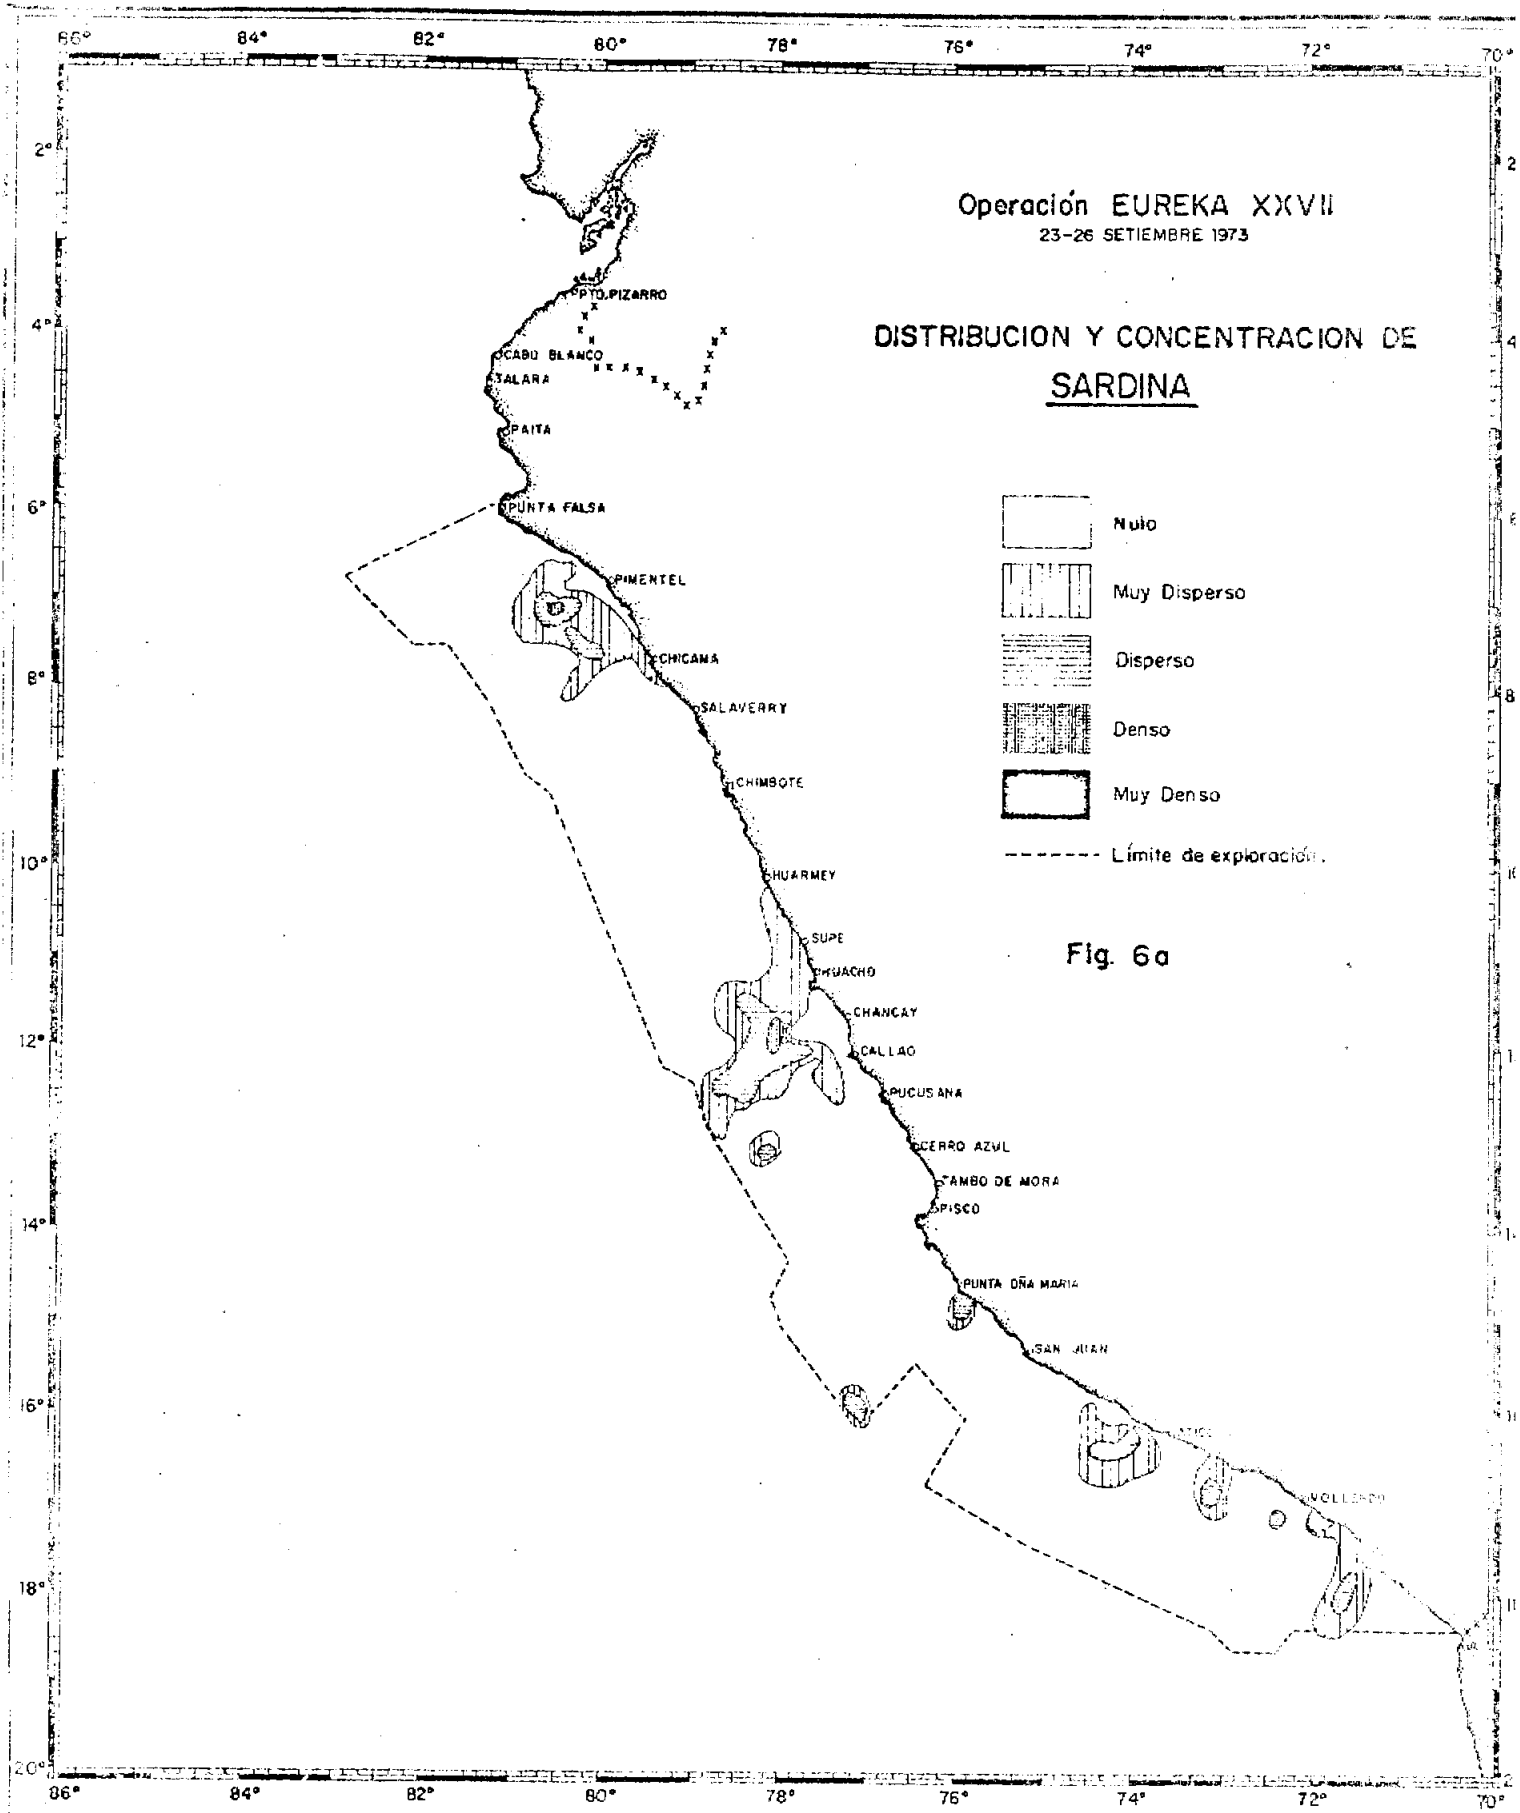 86° 84° 82° 80° 78° 76° 74° 72° 70°
2°
4°
6°
8°
10°
12°
14°
16°
18°
20°
Operación EUREKA XXVII
23-26 SETIEMBRE 1973
DISTRIBUCION Y CONCENTRACION DE
SARDINA
Nulo
Muy Disperso
Disperso
Denso
Muy Denso
Límite de exploración.
Fig. 6a
PTO. PIZARRO
CABO BLANCO
TALARA
PAITA
PUNTA FALSA
PIMENTEL
CHICAMA
SALAVERRY
CHIMBOTE
HUARMEY
SUPE
HUACHO
CHANCAY
CALLAO
PUCUSANA
CERRO AZUL
TAMBO DE MORA
PISCO
PUNTA DÑA MARIA
SAN JUAN
ATICO
MOLLENDO
86° 84° 82° 80° 78° 76° 74° 72° 70°